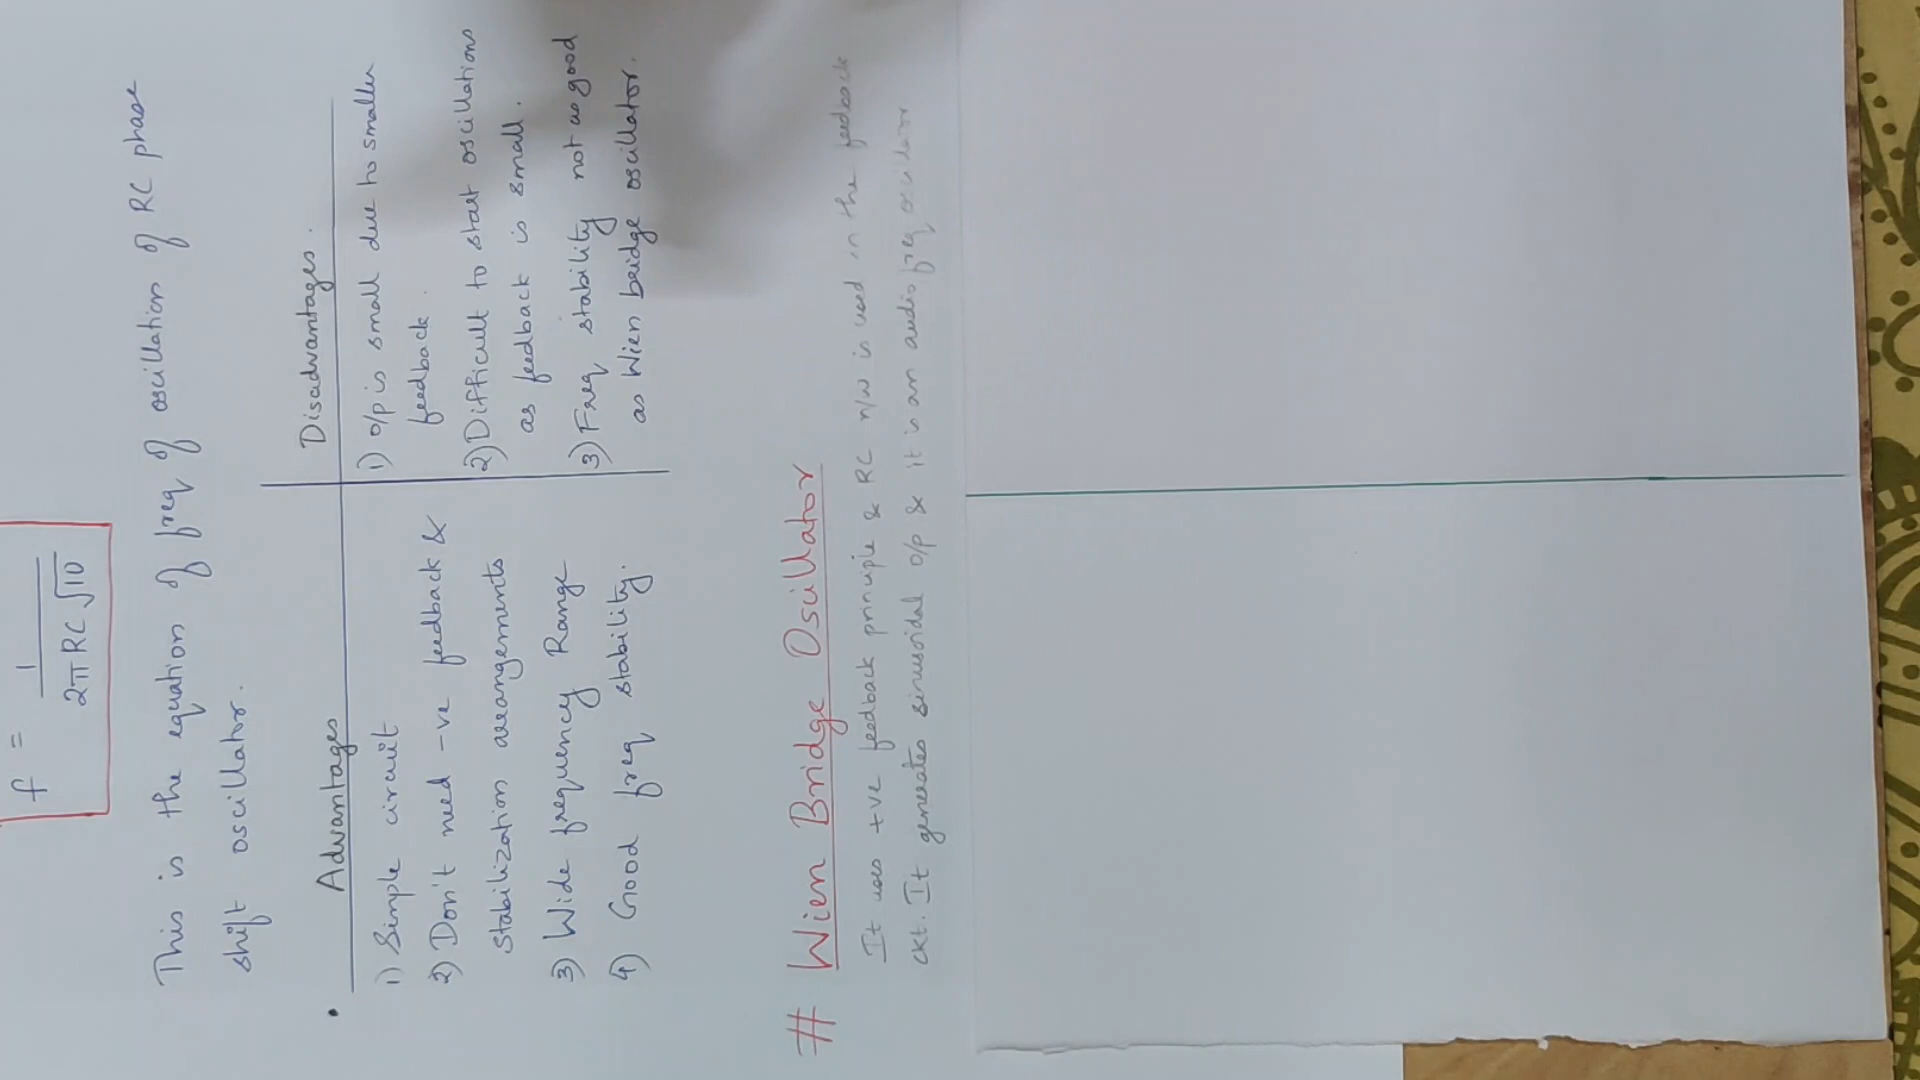 f = 1
2πRC√10
This is the equation of freq of oscillation of RC phase
shift oscillator.
• Advantages Disadvantages.
1) Simple circuit
2) Don't need -ve feedback &
stabilization arrangements
3) Wide frequency Range
4) Good freq stability.
1) o/p is small due to smaller
feedback.
2) Difficult to start oscillations
as feedback is small.
3) Freq stability not as good
as Wien bridge oscillator.
# Wien Bridge Oscillator
It uses +ve feedback principle & RC n/w is used in the feedback
ckt. It generates sinusoidal o/p & it is an audio freq oscillator